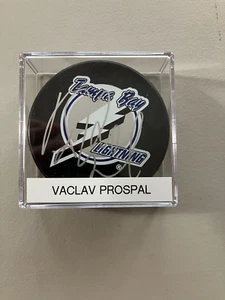 Tampa Bay
LIGHTNING
®
VACLAV PROSPAL